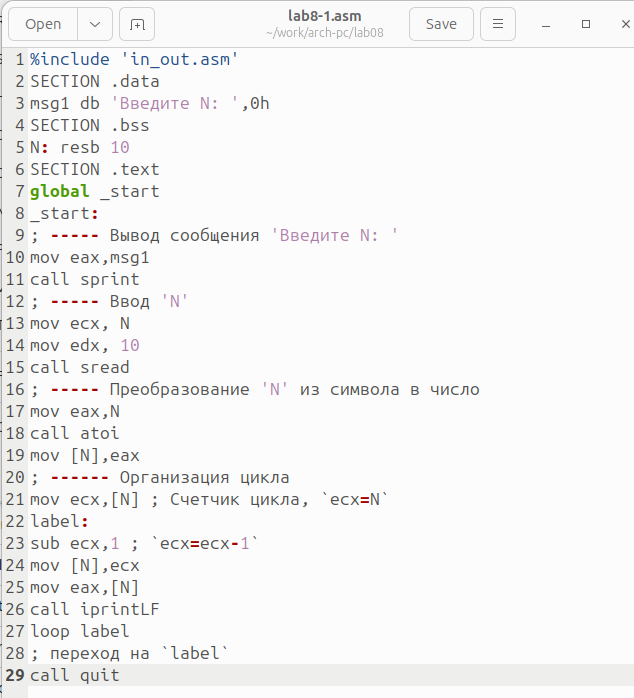 Open
lab8-1.asm
~/work/arch-pc/lab08
Save
1 %include 'in_out.asm'
2 SECTION .data
3 msg1 db 'Введите N: ',0h
4 SECTION .bss
5 N: resb 10
6 SECTION .text
7 global _start
8 _start:
9 ; ----- Вывод сообщения 'Введите N: '
10 mov eax,msg1
11 call sprint
12 ; ----- Ввод 'N'
13 mov ecx, N
14 mov edx, 10
15 call sread
16 ; ----- Преобразование 'N' из символа в число
17 mov eax,N
18 call atoi
19 mov [N],eax
20 ; ------ Организация цикла
21 mov ecx,[N] ; Счетчик цикла, `ecx=N`
22 label:
23 sub ecx,1 ; `ecx=ecx-1`
24 mov [N],ecx
25 mov eax,[N]
26 call iprintLF
27 loop label
28 ; переход на `label`
29 call quit